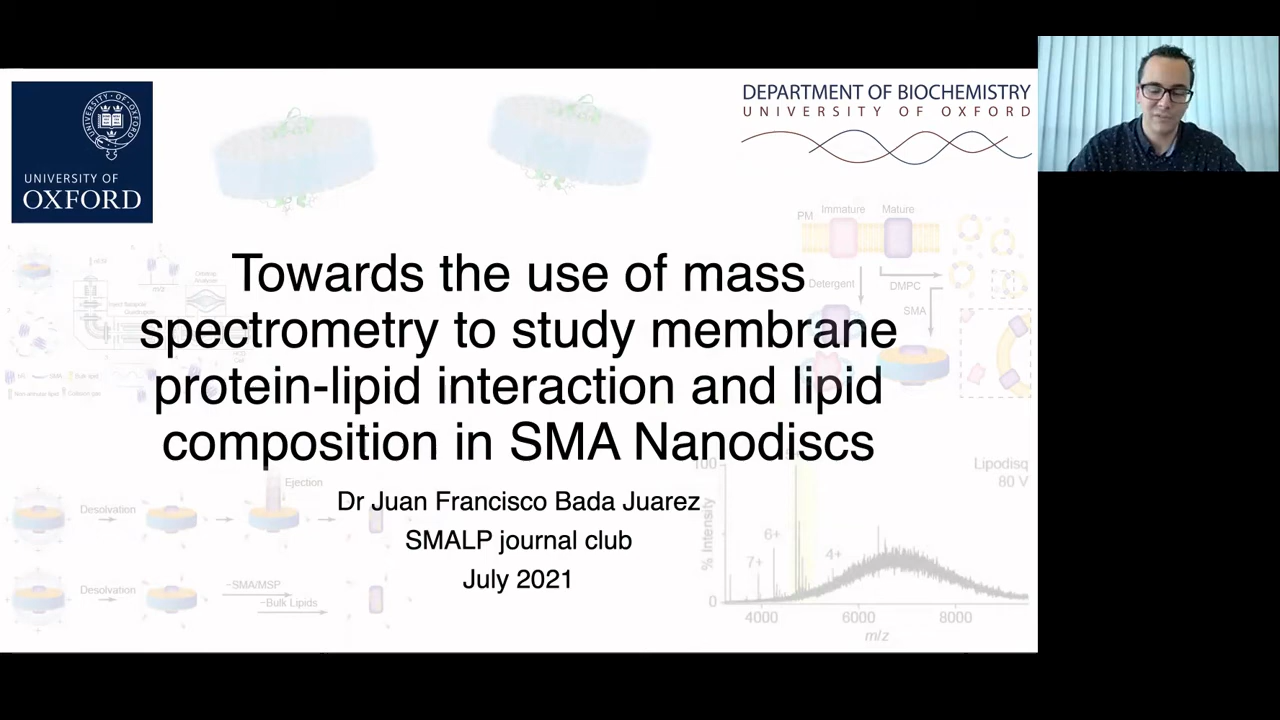 UNIVERSITY OF
OXFORD
DEPARTMENT OF BIOCHEMISTRY
UNIVERSITY OF OXFORD
PM
Immature
Mature
Detergent
DMPC
SMA
Towards the use of mass
spectrometry to study membrane
protein-lipid interaction and lipid
composition in SMA Nanodiscs
Dr Juan Francisco Bada Juarez
SMALP journal club
July 2021
Desolvation
Ejection
Desolvation
−SMA/MSP
−Bulk Lipids
100
% Intensity
0
7+
6+
4+
Lipodisq
80 V
4000
6000
8000
m/z